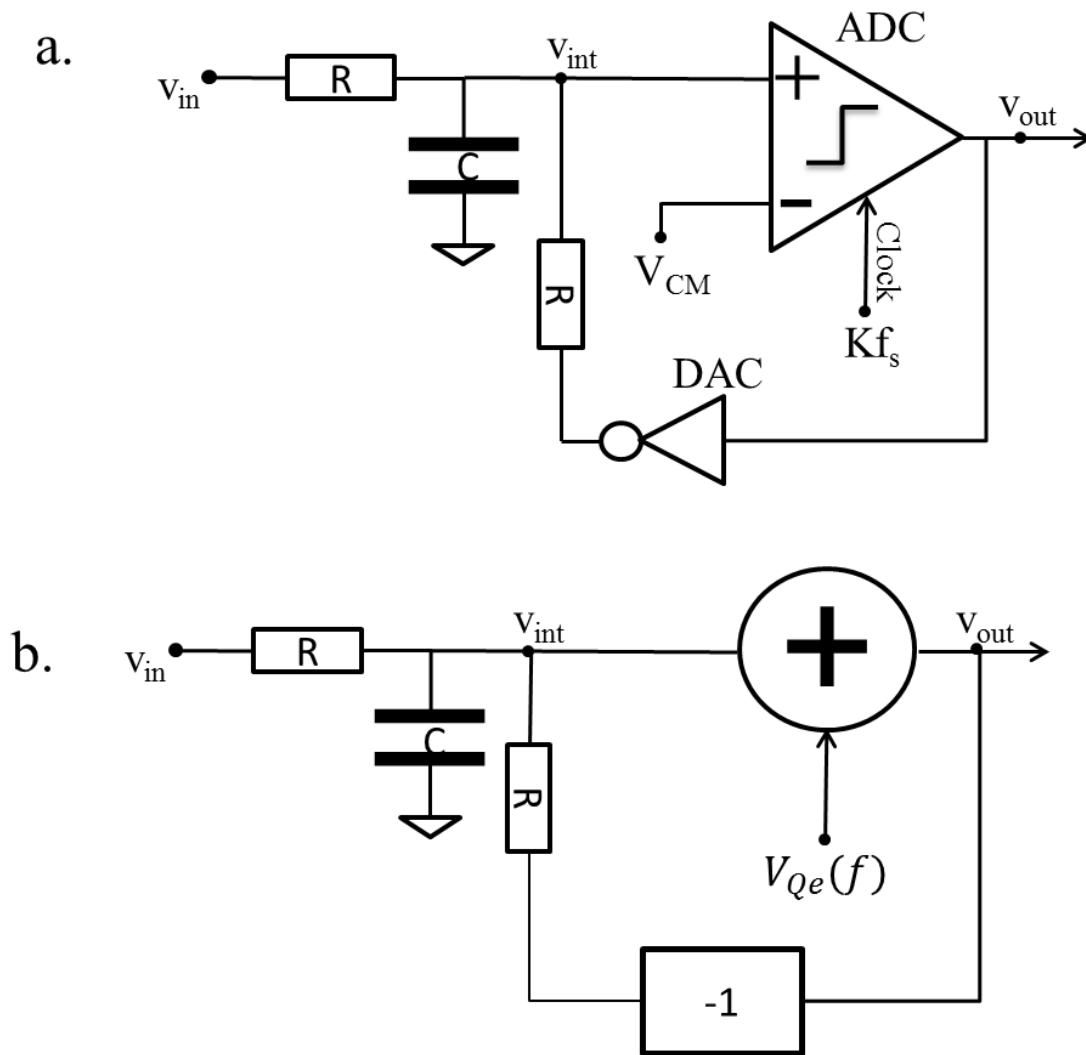 a.
ADC
v_int
v_in
R
C
+
-
v_out
V_CM
R
Clock
Kf_s
DAC
b.
v_in
R
v_int
C
R
+
v_out
V_Qe(f)
-1